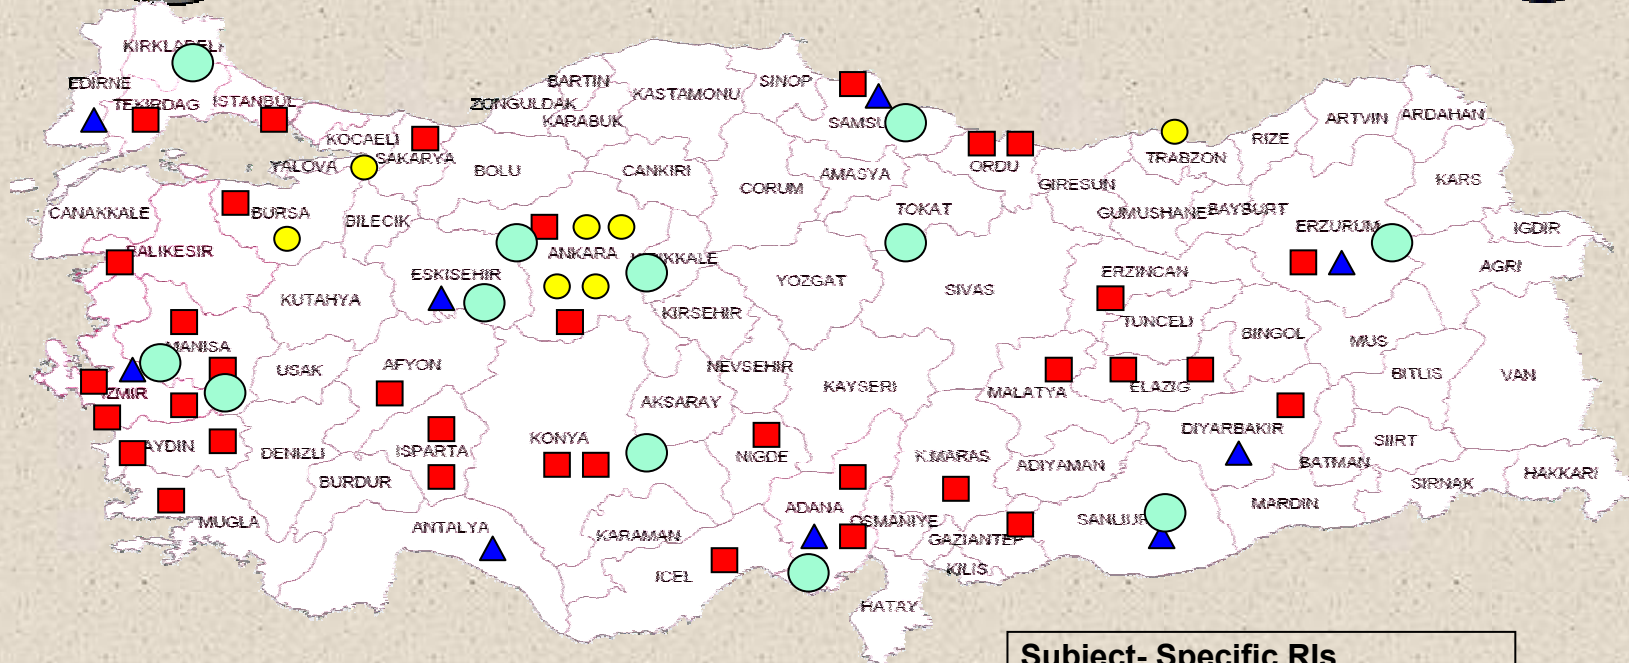 KIRKLARELI
EDIRNE
TEKIRDAG
ISTANBUL
KOCAELI
YALOVA
SAKARYA
ZONGULDAK
BARTIN
KARABUK
KASTAMONU
SINOP
SAMSU
ORDU
GIRESUN
TRABZON
RIZE
ARTVIN
ARDAHAN
KARS
IGDIR
AGRI
CANAKKALE
BURSA
BILECIK
BOLU
CANKIRI
CORUM
AMASYA
TOKAT
GUMUSHANE
BAYBURT
ERZURUM
BALIKESIR
KUTAHYA
ESKISEHIR
ANKARA
KIRIKKALE
KIRSEHIR
YOZGAT
SIVAS
ERZINCAN
TUNCELI
BINGOL
MUS
BITLIS
VAN
MANISA
IZMIR
USAK
AFYON
NEVSEHIR
AKSARAY
KAYSERI
MALATYA
ELAZIG
DIYARBAKIR
SIIRT
BATMAN
SIRNAK
HAKKARI
MARDIN
AYDIN
DENIZLI
ISPARTA
BURDUR
KONYA
NIGDE
K.MARAS
ADIYAMAN
SANLIUR
MUGLA
ANTALYA
KARAMAN
ICEL
ADANA
OSMANIYE
GAZIANTEP
KILIS
HATAY
Subject- Specific RIs